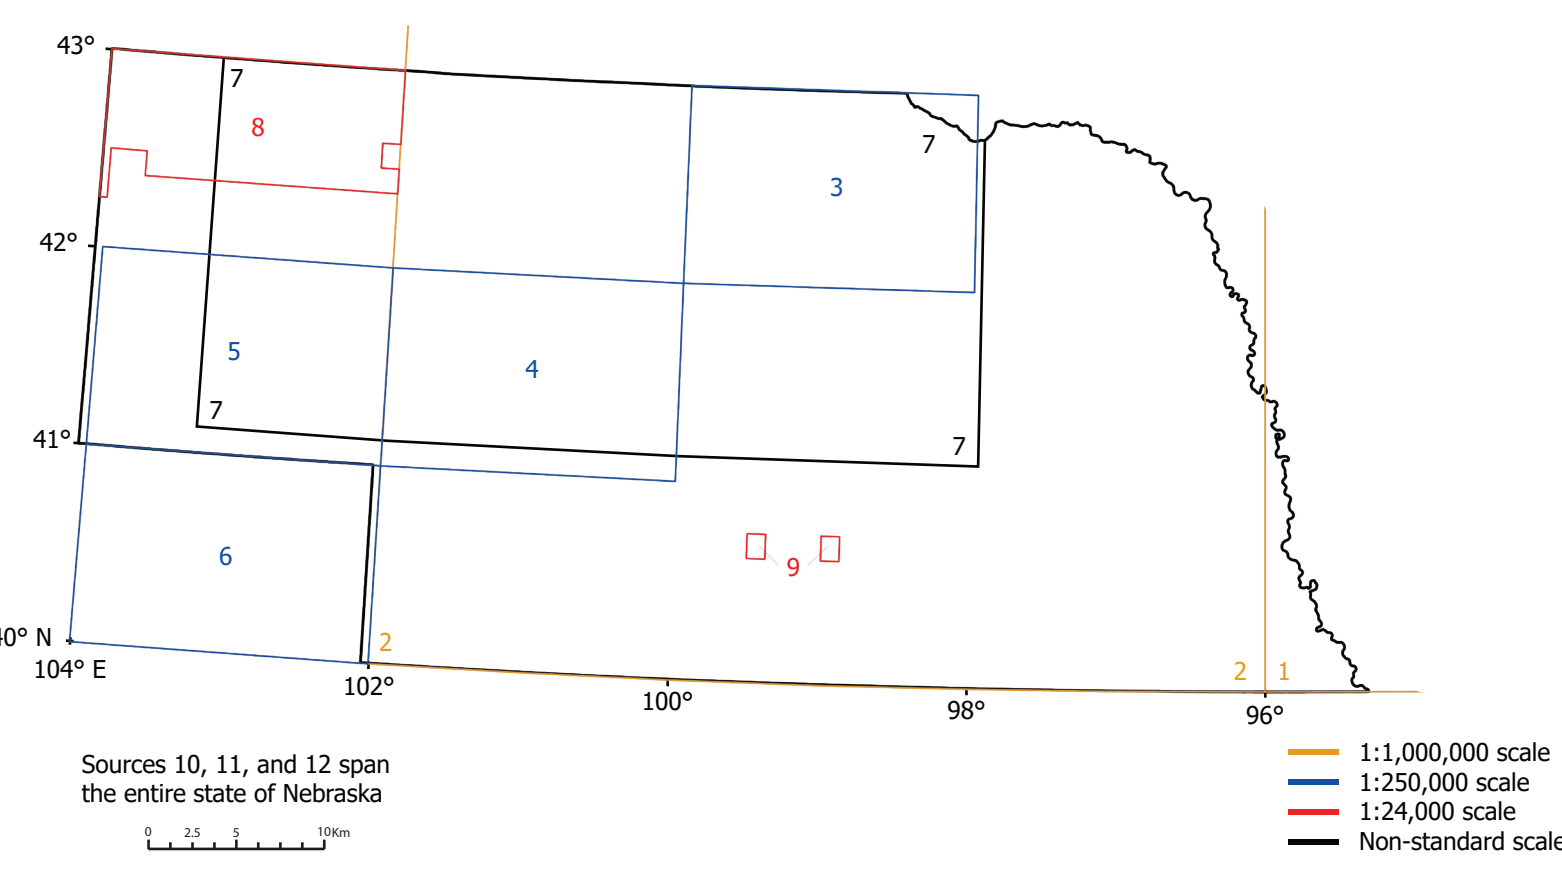 43°
7
8
7
3
42°
5
4
7
41°
7
6
9
2
40° N
104° E
102°
100°
98°
2
1
96°
Sources 10, 11, and 12 span
the entire state of Nebraska
0 2.5 5 10Km
1:1,000,000 scale
1:250,000 scale
1:24,000 scale
Non-standard scale